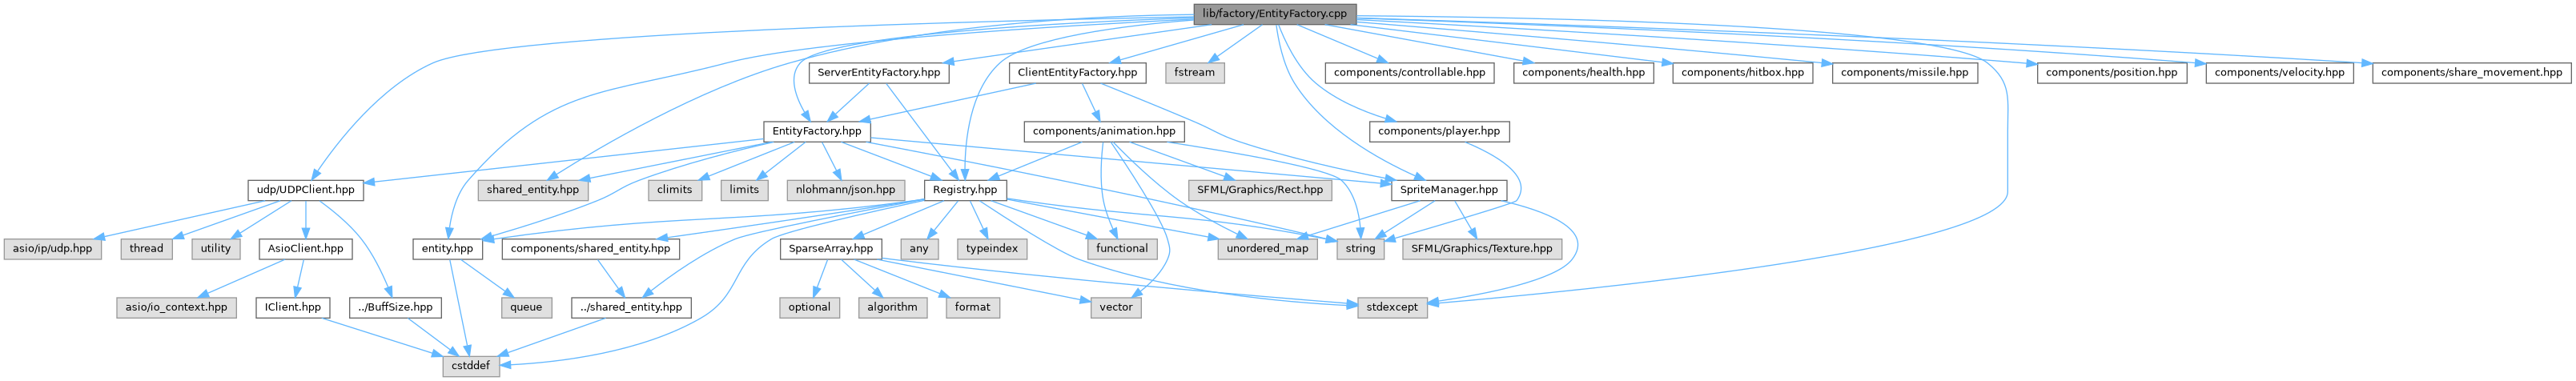 lib/factory/EntityFactory.cpp
ServerEntityFactory.hpp
ClientEntityFactory.hpp
fstream
components/controllable.hpp
components/health.hpp
components/hitbox.hpp
components/missile.hpp
components/position.hpp
components/velocity.hpp
components/share_movement.hpp
EntityFactory.hpp
components/animation.hpp
components/player.hpp
udp/UDPClient.hpp
shared_entity.hpp
climits
limits
nlohmann/json.hpp
Registry.hpp
SFML/Graphics/Rect.hpp
SpriteManager.hpp
asio/ip/udp.hpp
thread
utility
AsioClient.hpp
entity.hpp
components/shared_entity.hpp
SparseArray.hpp
any
typeindex
functional
unordered_map
string
SFML/Graphics/Texture.hpp
asio/io_context.hpp
IClient.hpp
../BuffSize.hpp
queue
../shared_entity.hpp
optional
algorithm
format
vector
stdexcept
cstddef